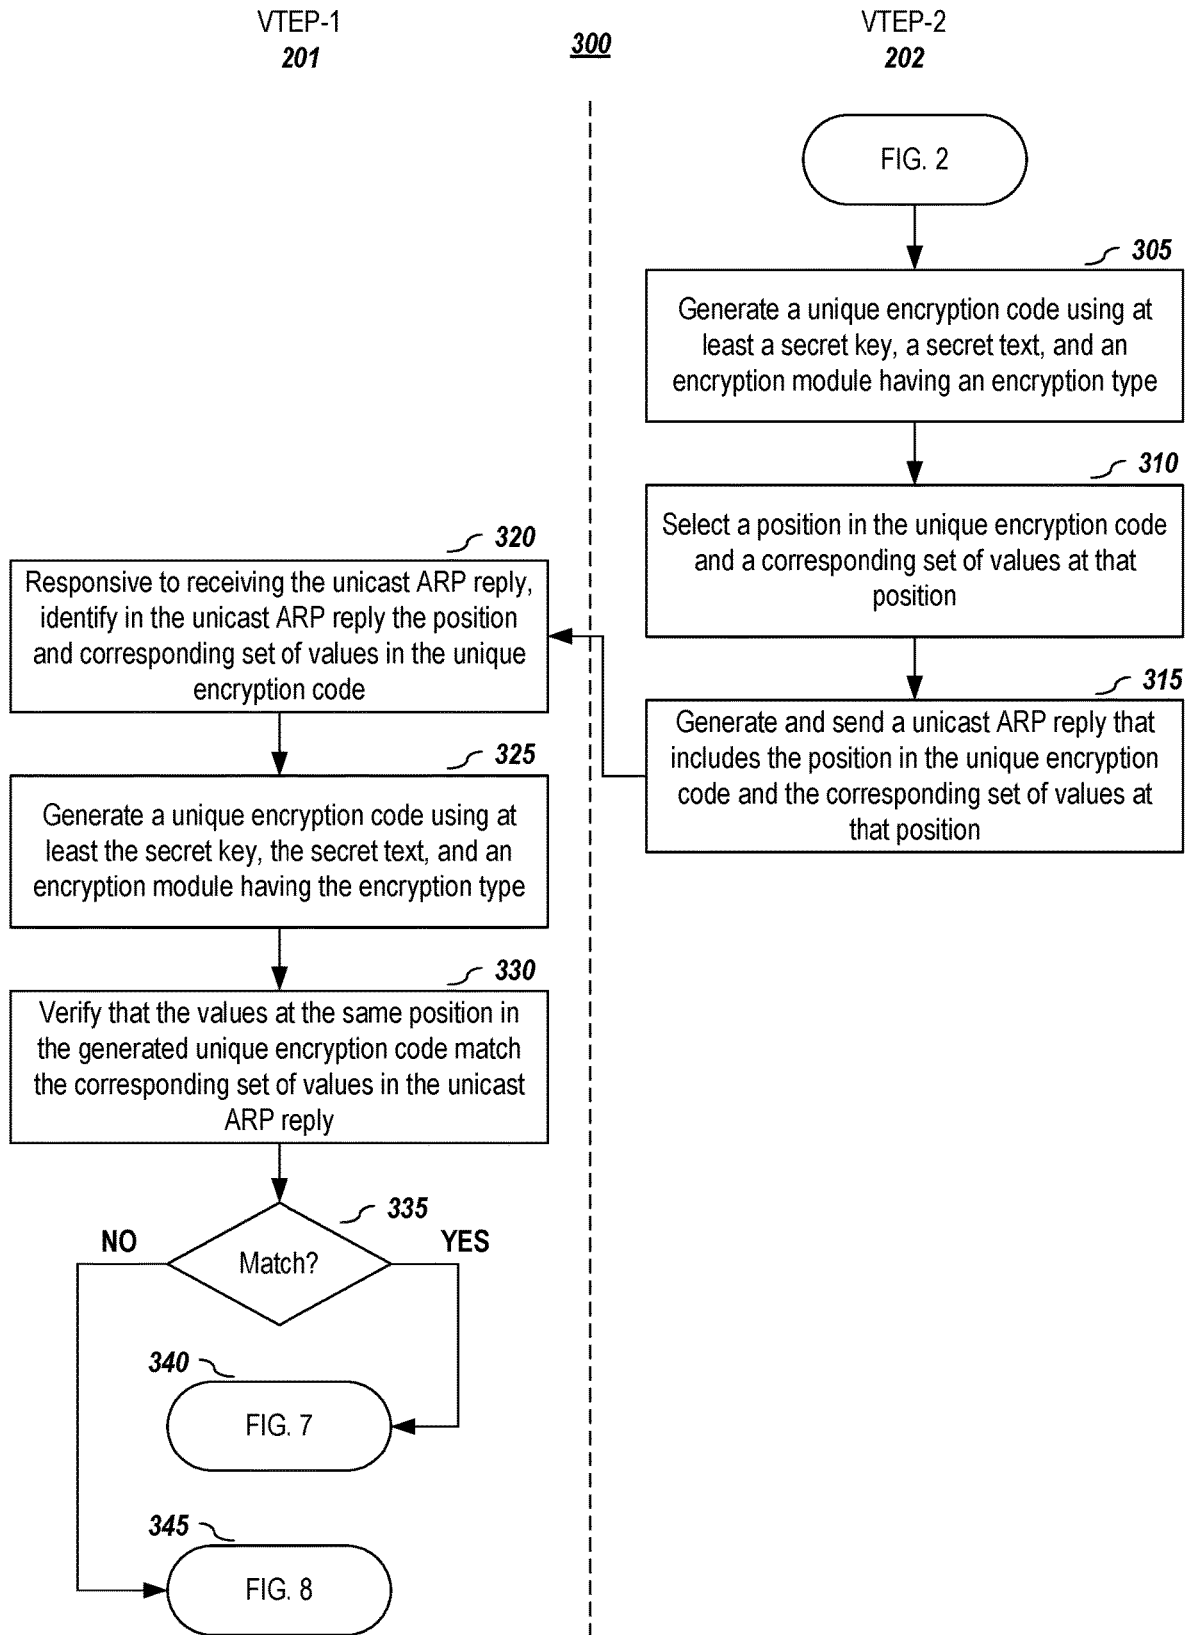 VTEP-1
201
300
VTEP-2
202
FIG. 2
305
Generate a unique encryption code using at
least a secret key, a secret text, and an
encryption module having an encryption type
310
Select a position in the unique encryption code
and a corresponding set of values at that
position
315
Generate and send a unicast ARP reply that
includes the position in the unique encryption
code and the corresponding set of values at
that position
320
Responsive to receiving the unicast ARP reply,
identify in the unicast ARP reply the position
and corresponding set of values in the unique
encryption code
325
Generate a unique encryption code using at
least the secret key, the secret text, and an
encryption module having the encryption type
330
Verify that the values at the same position in
the generated unique encryption code match
the corresponding set of values in the unicast
ARP reply
335
NO
YES
Match?
340
FIG. 7
345
FIG. 8